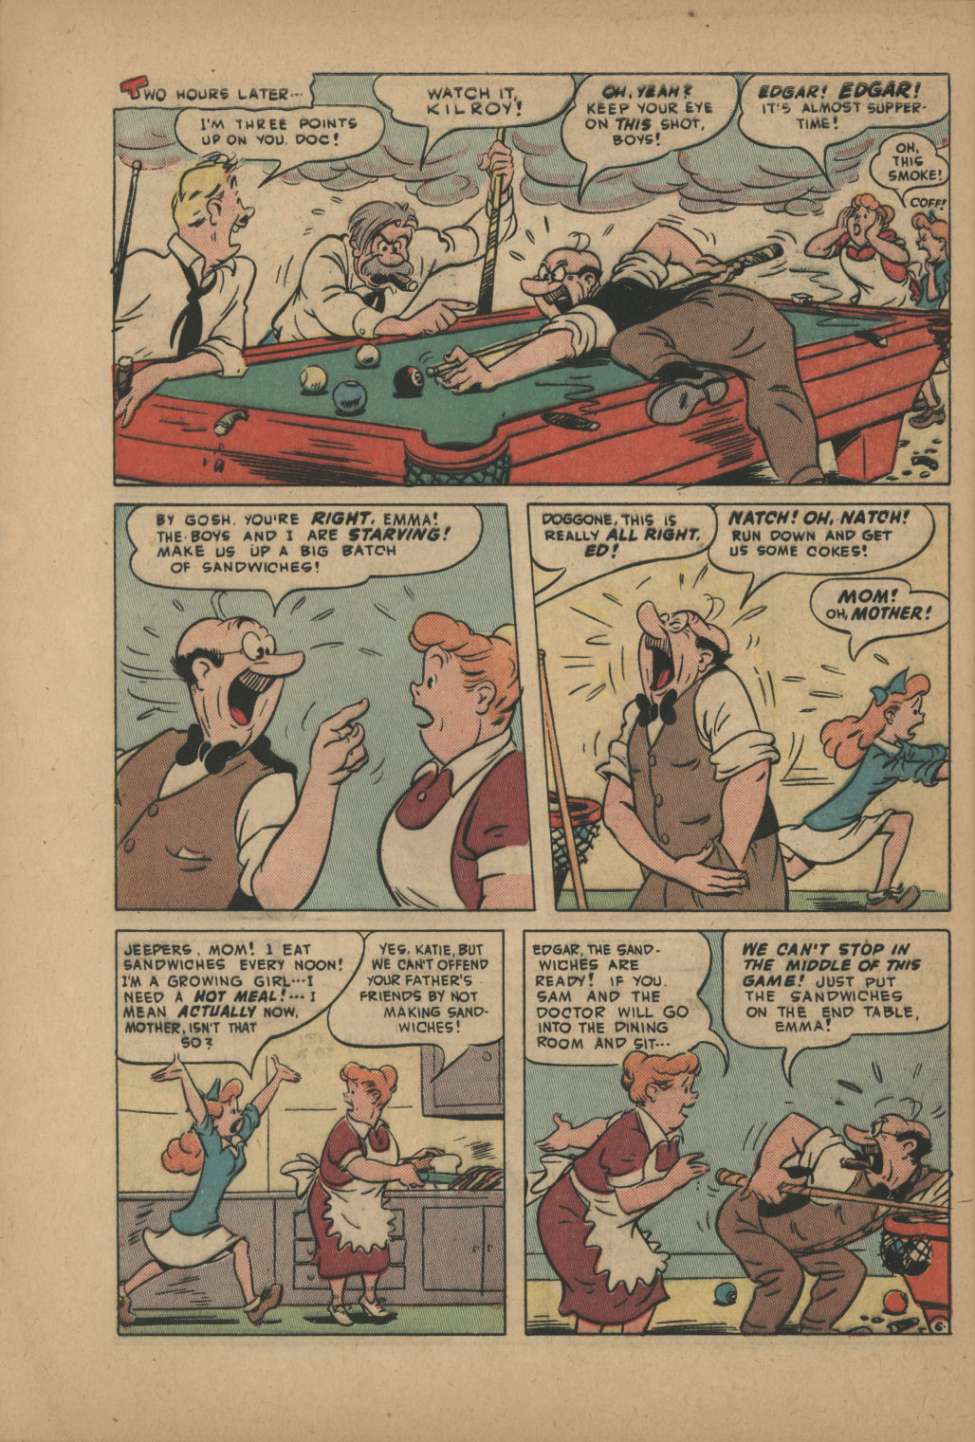 TWO HOURS LATER...
I'M THREE POINTS
UP ON YOU, DOC!
WATCH IT,
KILROY!
OH, YEAH?
KEEP YOUR EYE
ON THIS SHOT,
BOYS!
EDGAR! EDGAR!
IT'S ALMOST SUPPER-
TIME!
OH,
THIS
SMOKE!
COFF!
BY GOSH, YOU'RE RIGHT, EMMA!
THE BOYS AND I ARE STARVING!
MAKE US UP A BIG BATCH
OF SANDWICHES!
DOGGONE, THIS IS
REALLY ALL RIGHT,
ED!
NATCH! OH, NATCH!
RUN DOWN AND GET
US SOME COKES!
MOM!
OH, MOTHER!
JEEPERS, MOM! I EAT
SANDWICHES EVERY NOON!
I'M A GROWING GIRL...I
NEED A HOT MEAL!... I
MEAN ACTUALLY NOW,
MOTHER, ISN'T THAT
SO?
YES, KATIE, BUT
WE CAN'T OFFEND
YOUR FATHER'S
FRIENDS BY NOT
MAKING SAND-
WICHES!
EDGAR, THE SAND-
WICHES ARE
READY! IF YOU,
SAM AND THE
DOCTOR WILL GO
INTO THE DINING
ROOM AND SIT...
WE CAN'T STOP IN
THE MIDDLE OF THIS
GAME! JUST PUT
THE SANDWICHES
ON THE END TABLE,
EMMA!
6.